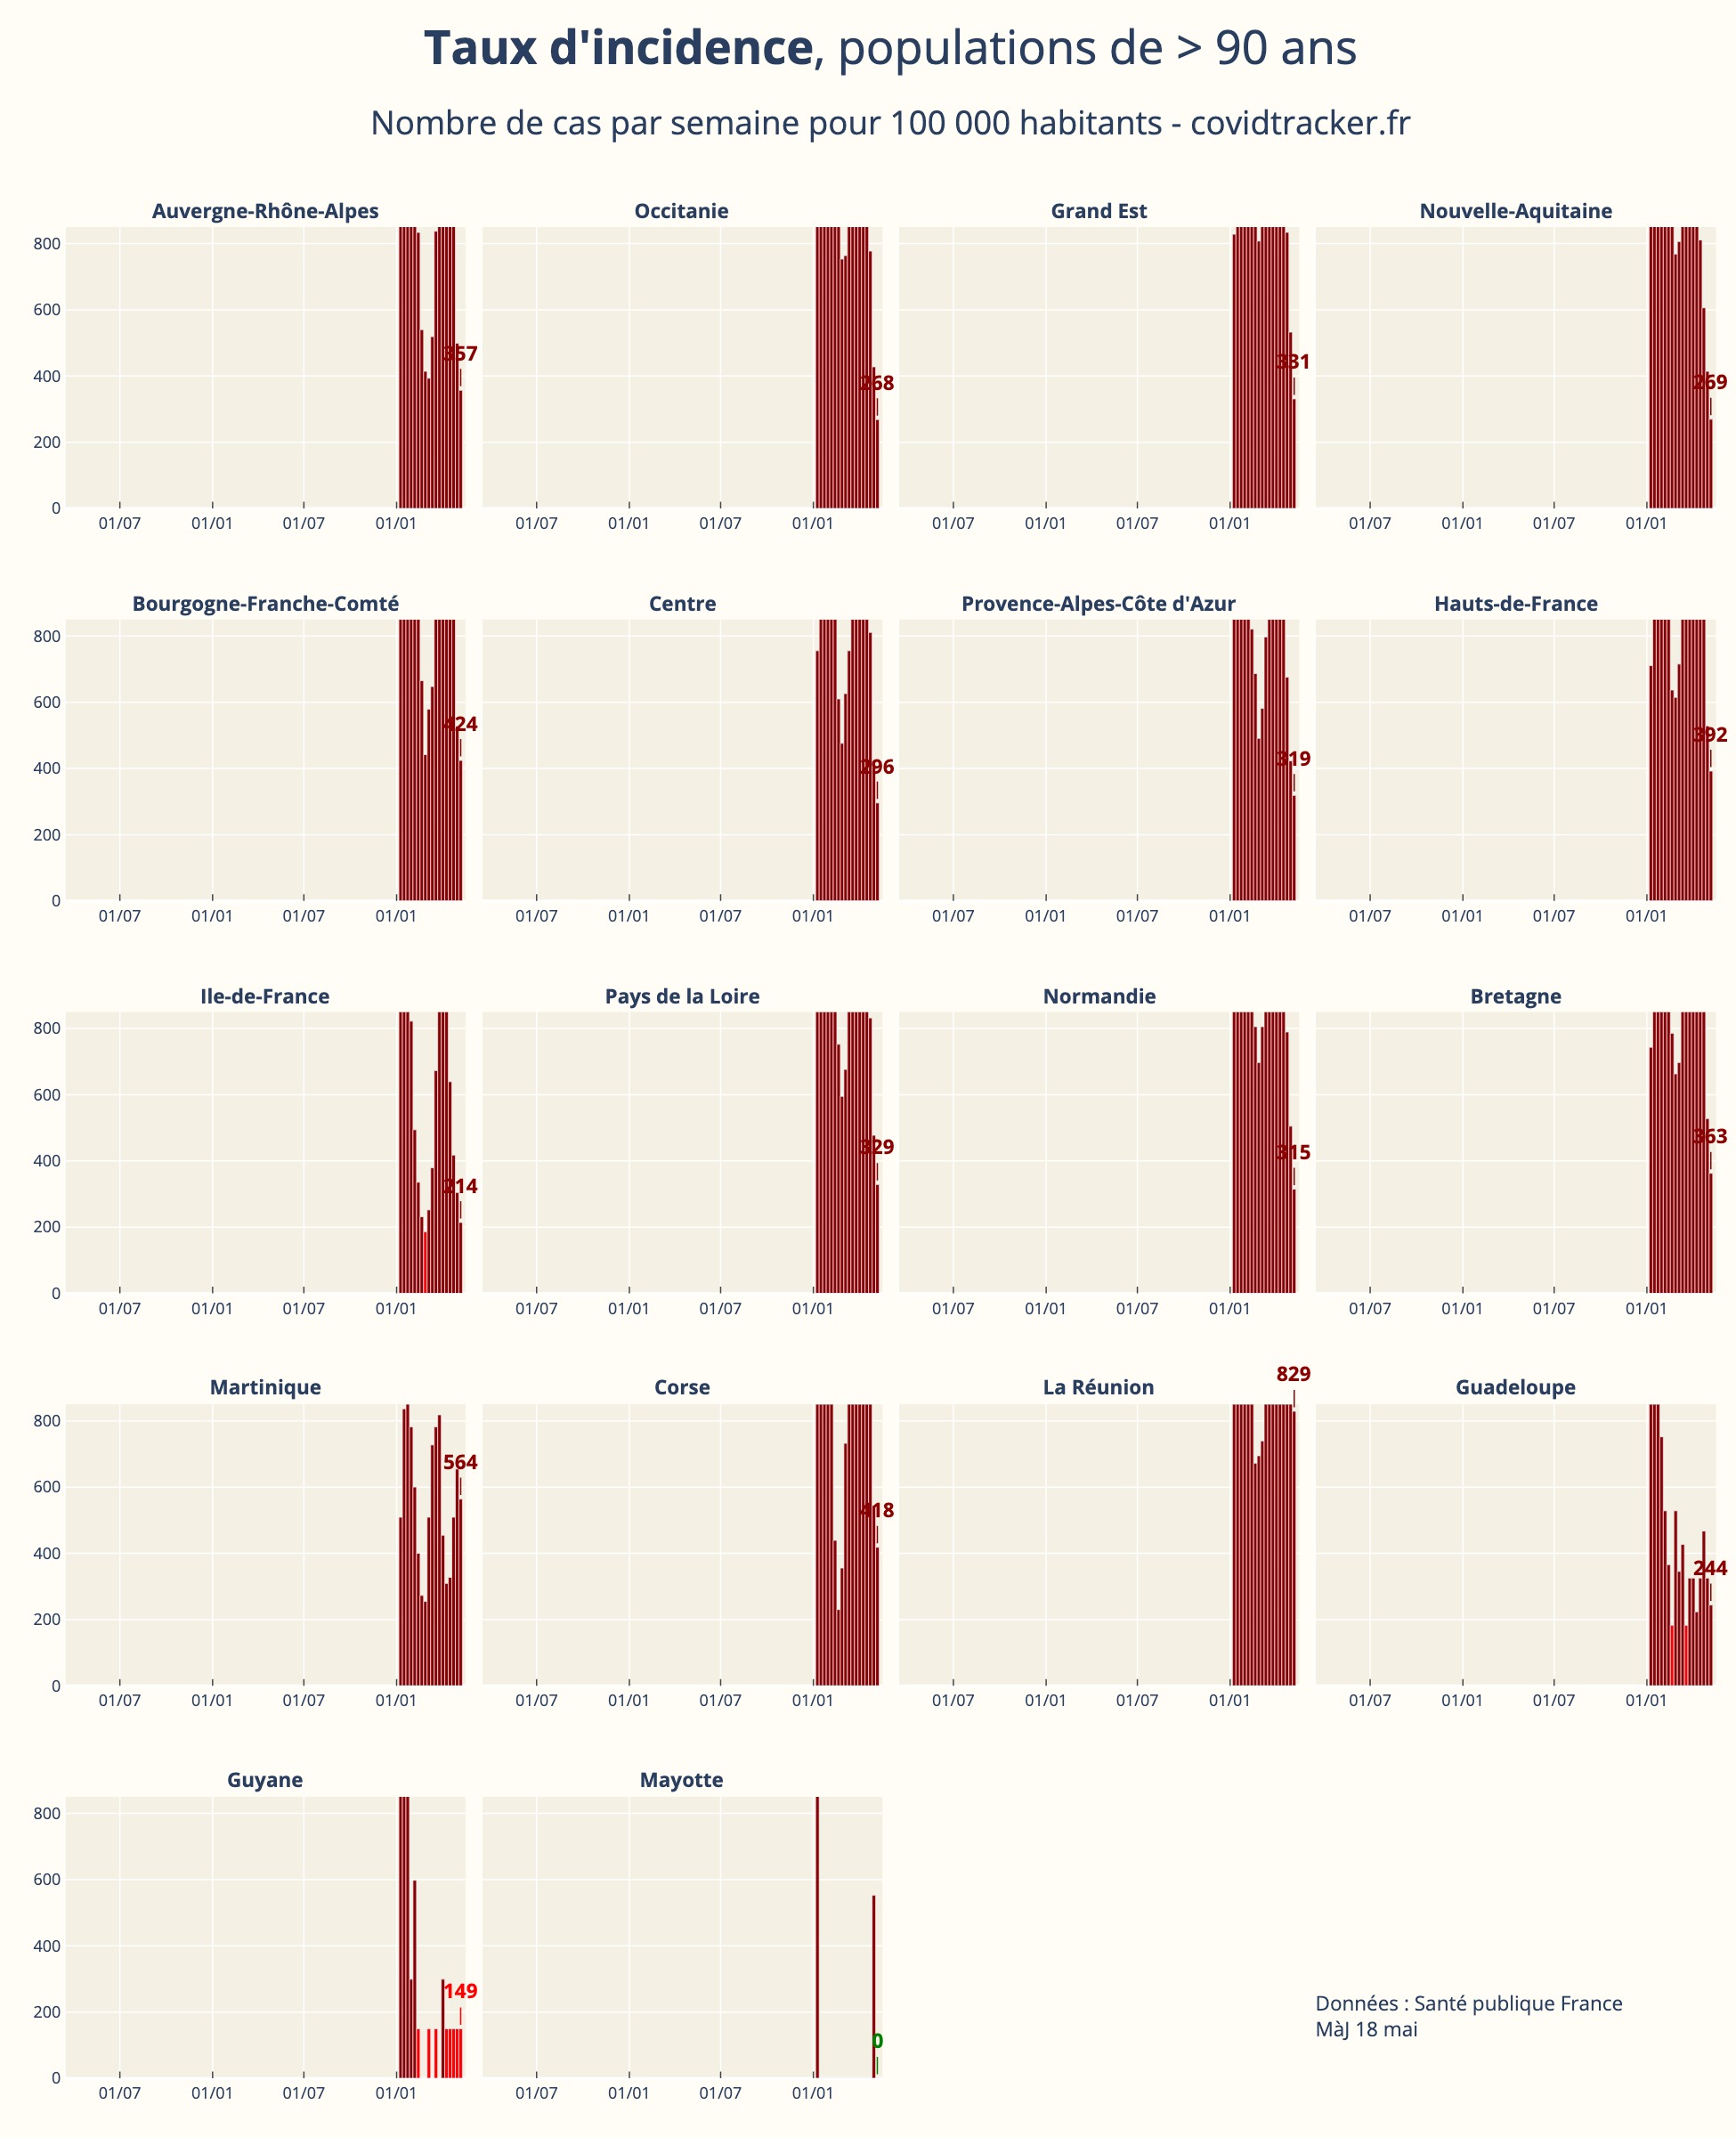 Taux d'incidence, populations de > 90 ans
Nombre de cas par semaine pour 100 000 habitants - covidtracker.fr
Auvergne-Rhône-Alpes
Occitanie
Grand Est
Nouvelle-Aquitaine
800
600
400
200
0
357
268
331
269
01/07 01/01 01/07 01/01
01/07 01/01 01/07 01/01
01/07 01/01 01/07 01/01
01/07 01/01 01/07 01/01
Bourgogne-Franche-Comté
Centre
Provence-Alpes-Côte d'Azur
Hauts-de-France
800
600
400
200
0
424
296
319
392
01/07 01/01 01/07 01/01
01/07 01/01 01/07 01/01
01/07 01/01 01/07 01/01
01/07 01/01 01/07 01/01
Ile-de-France
Pays de la Loire
Normandie
Bretagne
800
600
400
200
0
214
329
315
363
01/07 01/01 01/07 01/01
01/07 01/01 01/07 01/01
01/07 01/01 01/07 01/01
01/07 01/01 01/07 01/01
Martinique
Corse
La Réunion
Guadeloupe
800
600
400
200
0
564
418
829
244
01/07 01/01 01/07 01/01
01/07 01/01 01/07 01/01
01/07 01/01 01/07 01/01
01/07 01/01 01/07 01/01
Guyane
Mayotte
800
600
400
200
0
149
0
01/07 01/01 01/07 01/01
01/07 01/01 01/07 01/01
Données : Santé publique France
MàJ 18 mai